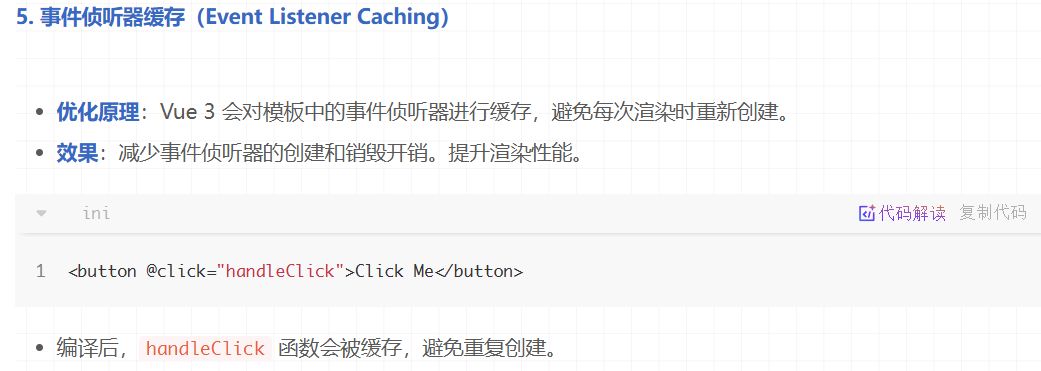 5. 事件侦听器缓存（Event Listener Caching）
优化原理：Vue 3 会对模板中的事件侦听器进行缓存，避免每次渲染时重新创建。
效果：减少事件侦听器的创建和销毁开销。提升渲染性能。
ini 代码解读 复制代码
1 <button @click="handleClick">Click Me</button>
编译后，handleClick 函数会被缓存，避免重复创建。